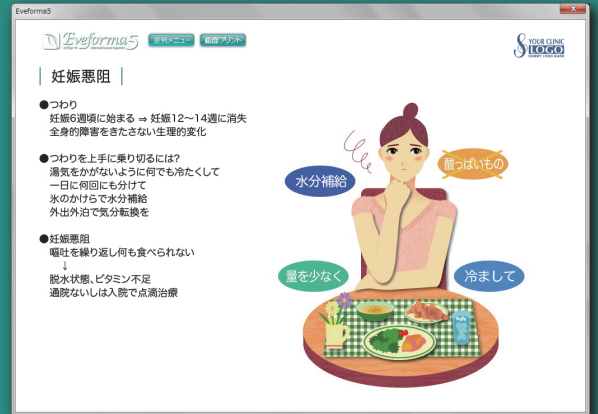 Eveforma5
Eveforma5
症例メニュー
画面プリント
YOUR CLINIC
LOGO
DUMMY LOGO MARK
妊娠悪阻
●つわり
妊娠6週頃に始まる ⇒ 妊娠12〜14週に消失
全身的障害をきたさない生理的変化
●つわりを上手に乗り切るには?
湯気をかがないように何でも冷たくして
一日に何回にも分けて
氷のかけらで水分補給
外出外泊で気分転換を
●妊娠悪阻
嘔吐を繰り返し何も食べられない
↓
脱水状態、ビタミン不足
通院ないしは入院で点滴治療
酸っぱいもの
水分補給
量を少なく
冷まして